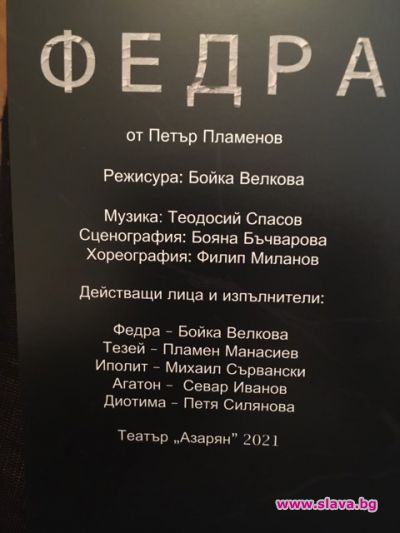 ФЕДРА
от Петър Пламенов
Режисура: Бойка Велкова
Музика: Теодосий Спасов
Сценография: Бояна Бъчварова
Хореография: Филип Миланов
Действащи лица и изпълнители:
Федра - Бойка Велкова
Тезей - Пламен Манасиев
Иполит - Михаил Сървански
Агатон - Севар Иванов
Диотима - Петя Силянова
Театър „Азарян" 2021
www.slava.bg